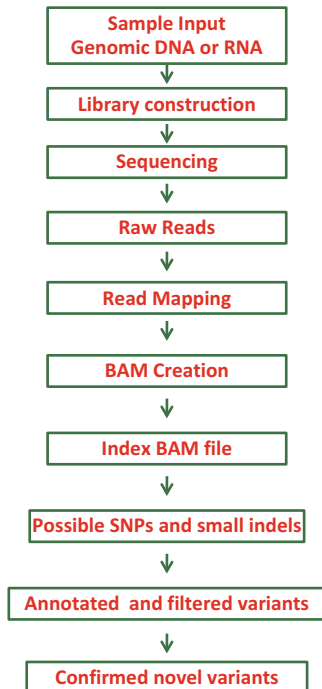 Sample Input
Genomic DNA or RNA
Library construction
Sequencing
Raw Reads
Read Mapping
BAM Creation
Index BAM file
Possible SNPs and small indels
Annotated and filtered variants
Confirmed novel variants